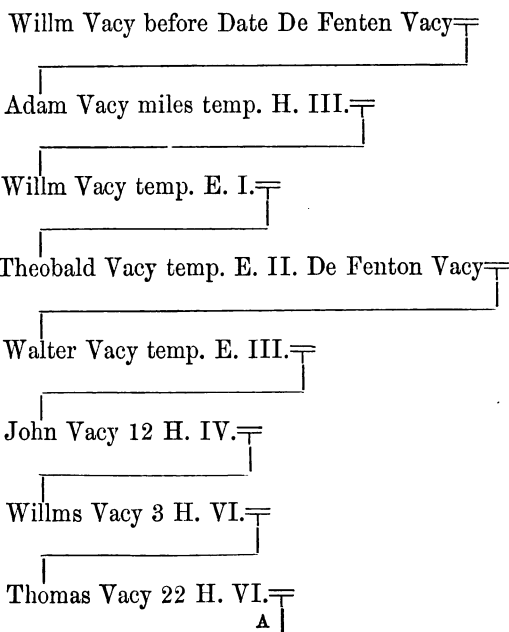 Willm Vacy before Date De Fenten Vacy
Adam Vacy miles temp. H. III.
Willm Vacy temp. E. I.
Theobald Vacy temp. E. II. De Fenton Vacy
Walter Vacy temp. E. III.
John Vacy 12 H. IV.
Willms Vacy 3 H. VI.
Thomas Vacy 22 H. VI.
A